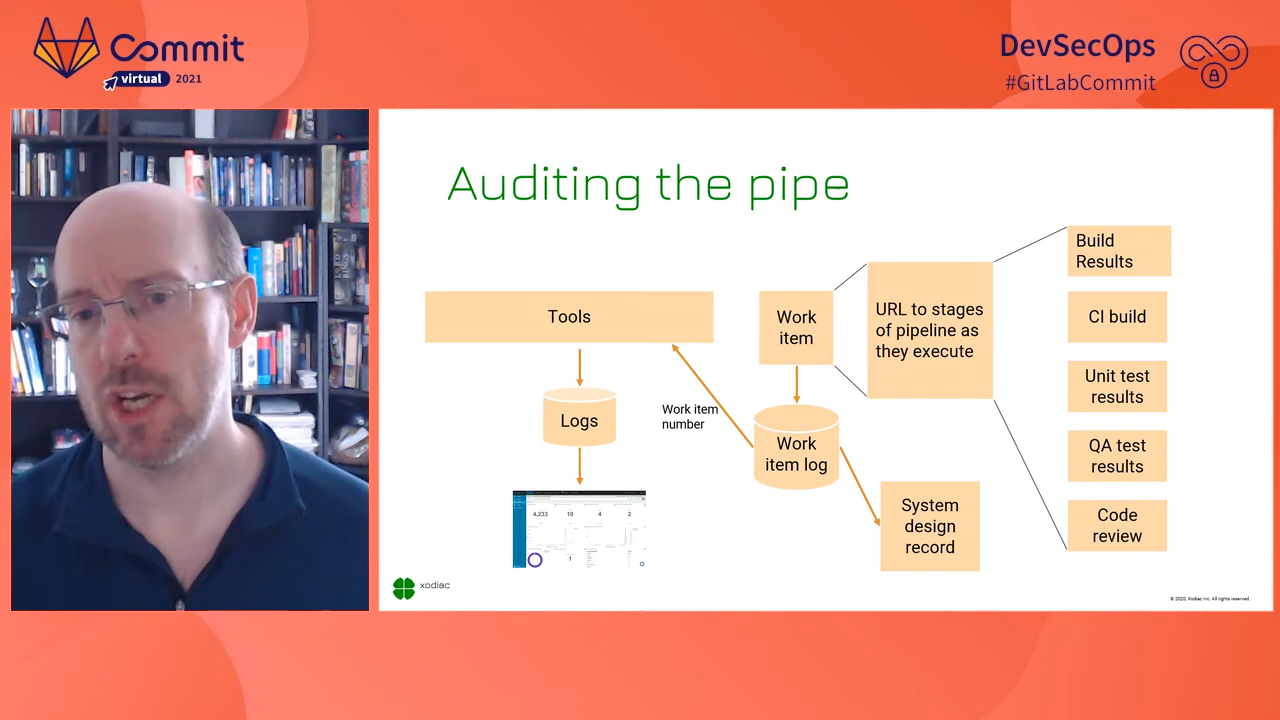 Commit
virtual 2021
DevSecOps
#GitLabCommit
Auditing the pipe
Tools
Logs
4,233 10 4 2
1
Work item
number
Work
item
Work
item log
URL to stages
of pipeline as
they execute
System
design
record
Build
Results
CI build
Unit test
results
QA test
results
Code
review
xodiac
© 2020, Xodiac Inc. All rights reserved.